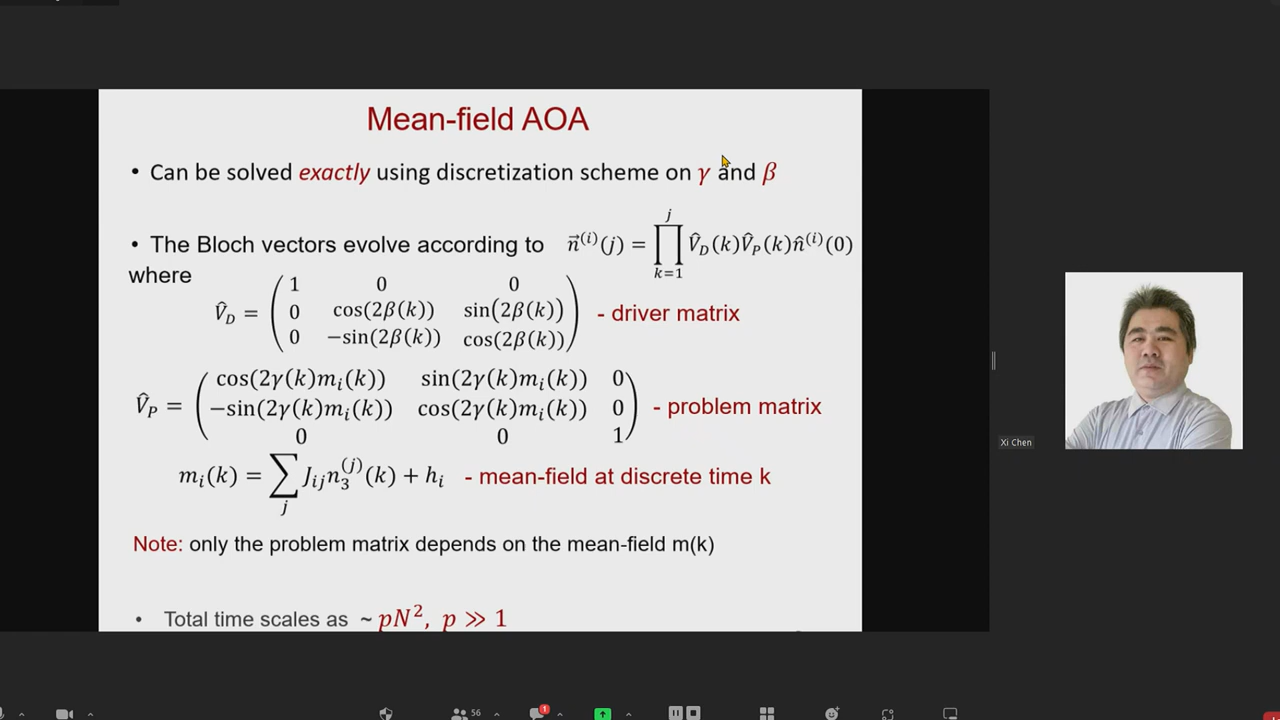 Mean-field AOA
• Can be solved exactly using discretization scheme on γ and β
• The Bloch vectors evolve according to n⃗⁽ⁱ⁾(j) = ∏_{k=1}^{j} V̂_D(k)V̂_P(k)n̂⁽ⁱ⁾(0)
where
V̂_D = ( 1 0 0
0 cos(2β(k)) sin(2β(k))
0 −sin(2β(k)) cos(2β(k)) ) - driver matrix
V̂_P = ( cos(2γ(k)m_i(k)) sin(2γ(k)m_i(k)) 0
−sin(2γ(k)m_i(k)) cos(2γ(k)m_i(k)) 0
0 0 1 ) - problem matrix
m_i(k) = ∑_j J_{ij}n_3^{(j)}(k) + h_i - mean-field at discrete time k
Note: only the problem matrix depends on the mean-field m(k)
• Total time scales as ~ pN², p ≫ 1
Xi Chen
56
1